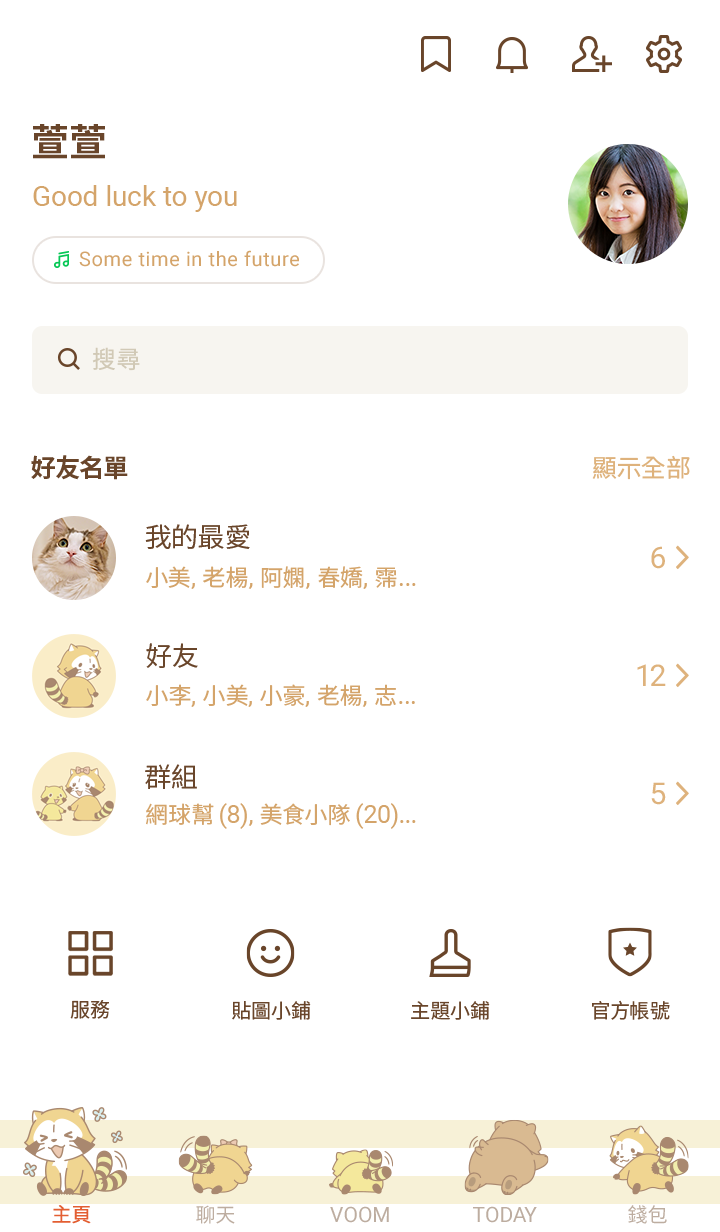 萱萱
Good luck to you
Some time in the future
搜尋
好友名單
顯示全部
我的最愛
小美, 老楊, 阿嫻, 春嬌, 霈...
6
好友
小李, 小美, 小豪, 老楊, 志...
12
群組
網球幫 (8), 美食小隊 (20)...
5
服務
貼圖小鋪
主題小鋪
官方帳號
主頁
聊天
VOOM
TODAY
錢包